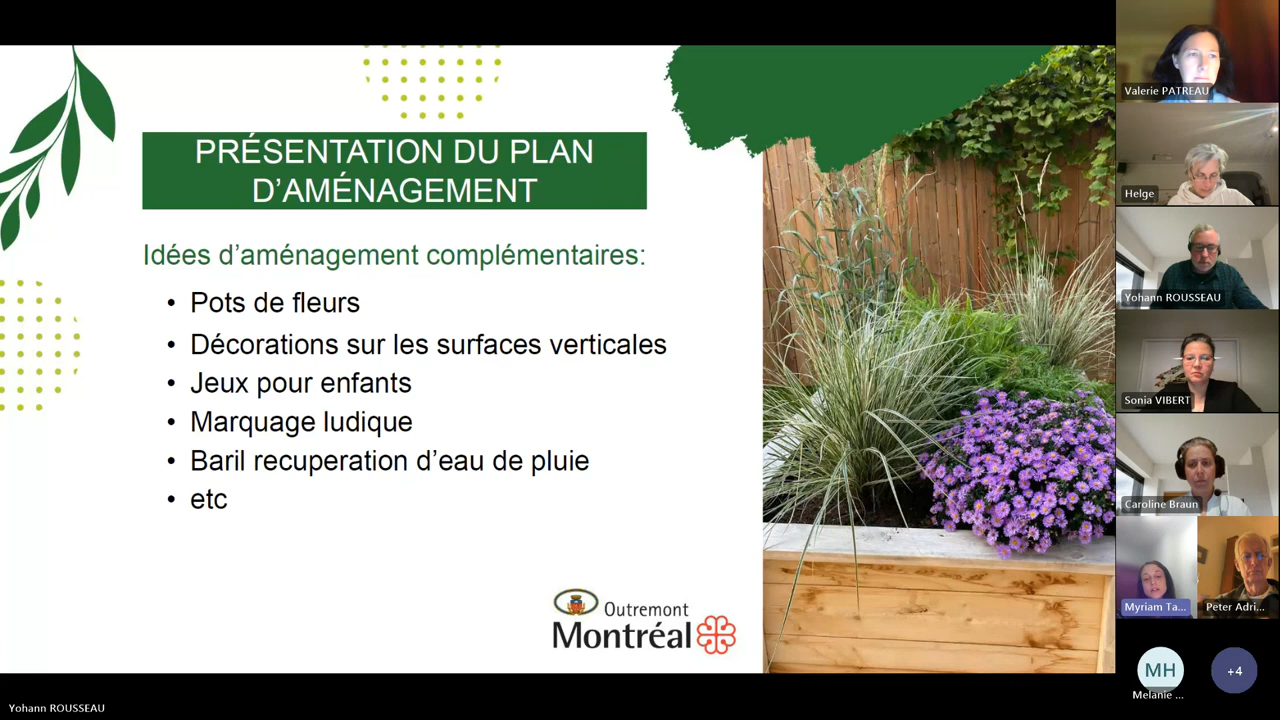 PRÉSENTATION DU PLAN
D’AMÉNAGEMENT
Idées d’aménagement complémentaires:
• Pots de fleurs
• Décorations sur les surfaces verticales
• Jeux pour enfants
• Marquage ludique
• Baril recuperation d’eau de pluie
• etc
Outremont
Montréal
Valerie PATREAU
Helge
Yohann ROUSSEAU
Sonia VIBERT
Caroline Braun
Myriam Ta...
Peter Adri...
MH
Melanie ...
+4
Yohann ROUSSEAU